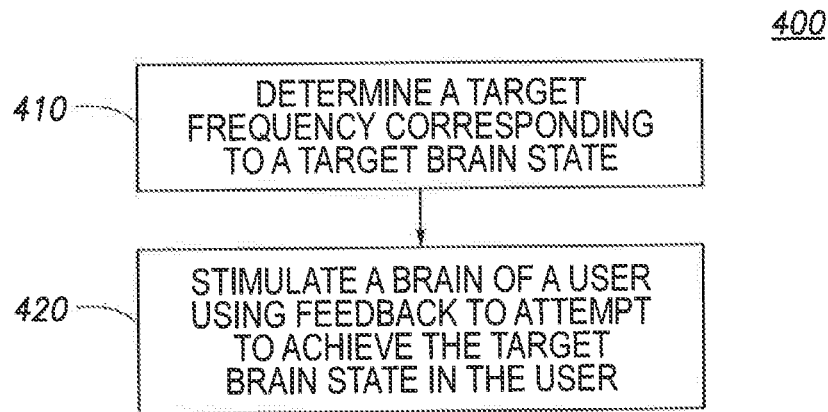 400
410
DETERMINE A TARGET
FREQUENCY CORRESPONDING
TO A TARGET BRAIN STATE
420
STIMULATE A BRAIN OF A USER
USING FEEDBACK TO ATTEMPT
TO ACHIEVE THE TARGET
BRAIN STATE IN THE USER